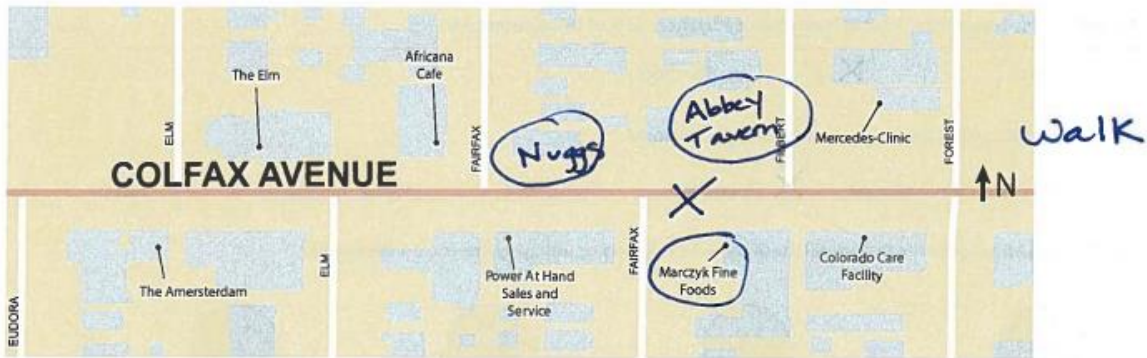 Africana
Cafe
The Elm
Abbey
Tavern
Mercedes-Clinic
Walk
ELM
FAIRFAX
Nuggs
FOREST
COLFAX AVENUE
N
X
FAIRFAX
ELM
EUDORA
The Amersterdam
Power At Hand
Sales and
Service
Marczyk Fine
Foods
Colorado Care
Facility